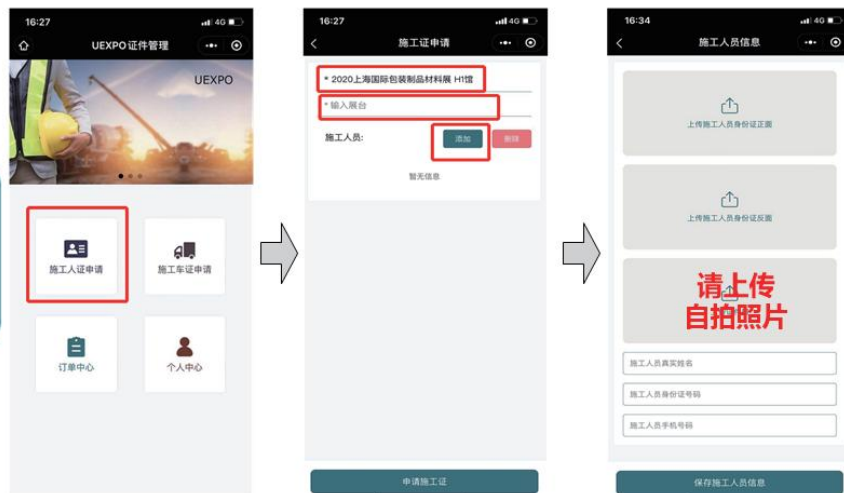 16:27
4G
UEXPO证件管理
UEXPO
施工人证申请
施工车证申请
订单中心
个人中心
16:27
4G
施工证申请
* 2020上海国际包装制品材料展 H1馆
* 输入展台
施工人员:
添加
删除
暂无信息
申请施工证
16:34
4G
施工人员信息
上传施工人员身份证正面
上传施工人员身份证反面
请上传
自拍照片
施工人员真实姓名
施工人员身份证号码
施工人员手机号码
保存施工人员信息